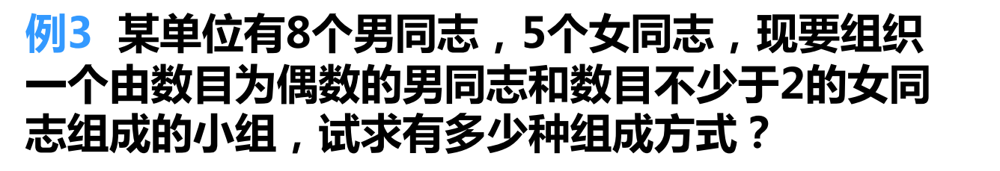 例3 某单位有8个男同志，5个女同志，现要组织
一个由数目为偶数的男同志和数目不少于2的女同
志组成的小组，试求有多少种组成方式？